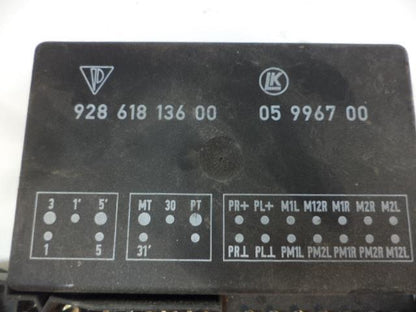 928 618 136 00 05 9967 00
3 1' 5' MT 30 PT PR+ PL+ M1L M12R M1R M2R M2L
1 5 31' PR⊥ PL⊥ PM1L PM2L PM1R PM2R M12L